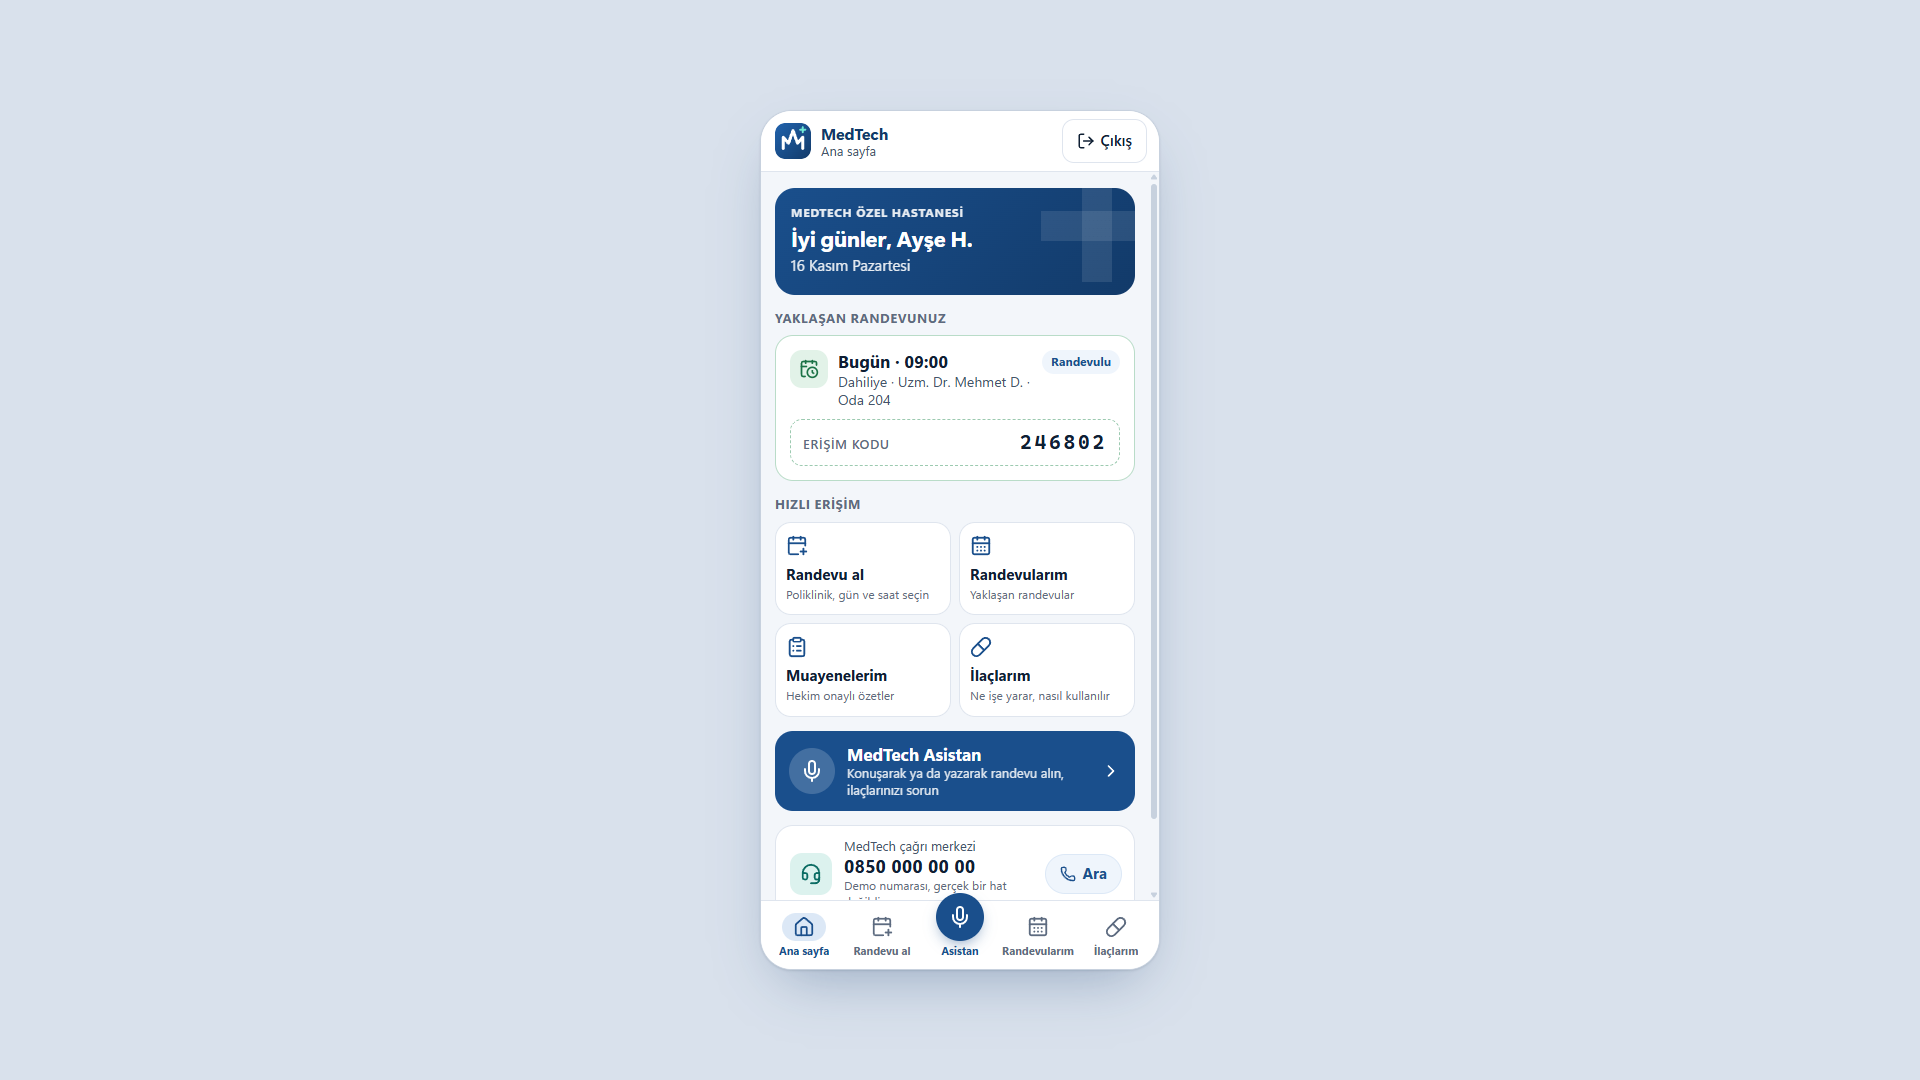 MedTech
Ana sayfa
Çıkış
MEDTECH ÖZEL HASTANESİ
İyi günler, Ayşe H.
16 Kasım Pazartesi
YAKLAŞAN RANDEVUNUZ
Bugün · 09:00
Randevulu
Dahiliye · Uzm. Dr. Mehmet D. ·
Oda 204
ERİŞİM KODU
246802
HIZLI ERİŞİM
Randevu al
Poliklinik, gün ve saat seçin
Randevularım
Yaklaşan randevular
Muayenelerim
Hekim onaylı özetler
İlaçlarım
Ne işe yarar, nasıl kullanılır
MedTech Asistan
Konuşarak ya da yazarak randevu alın,
ilaçlarınızı sorun
MedTech çağrı merkezi
0850 000 00 00
Demo numarası, gerçek bir hat
Ara
Ana sayfa
Randevu al
Asistan
Randevularım
İlaçlarım